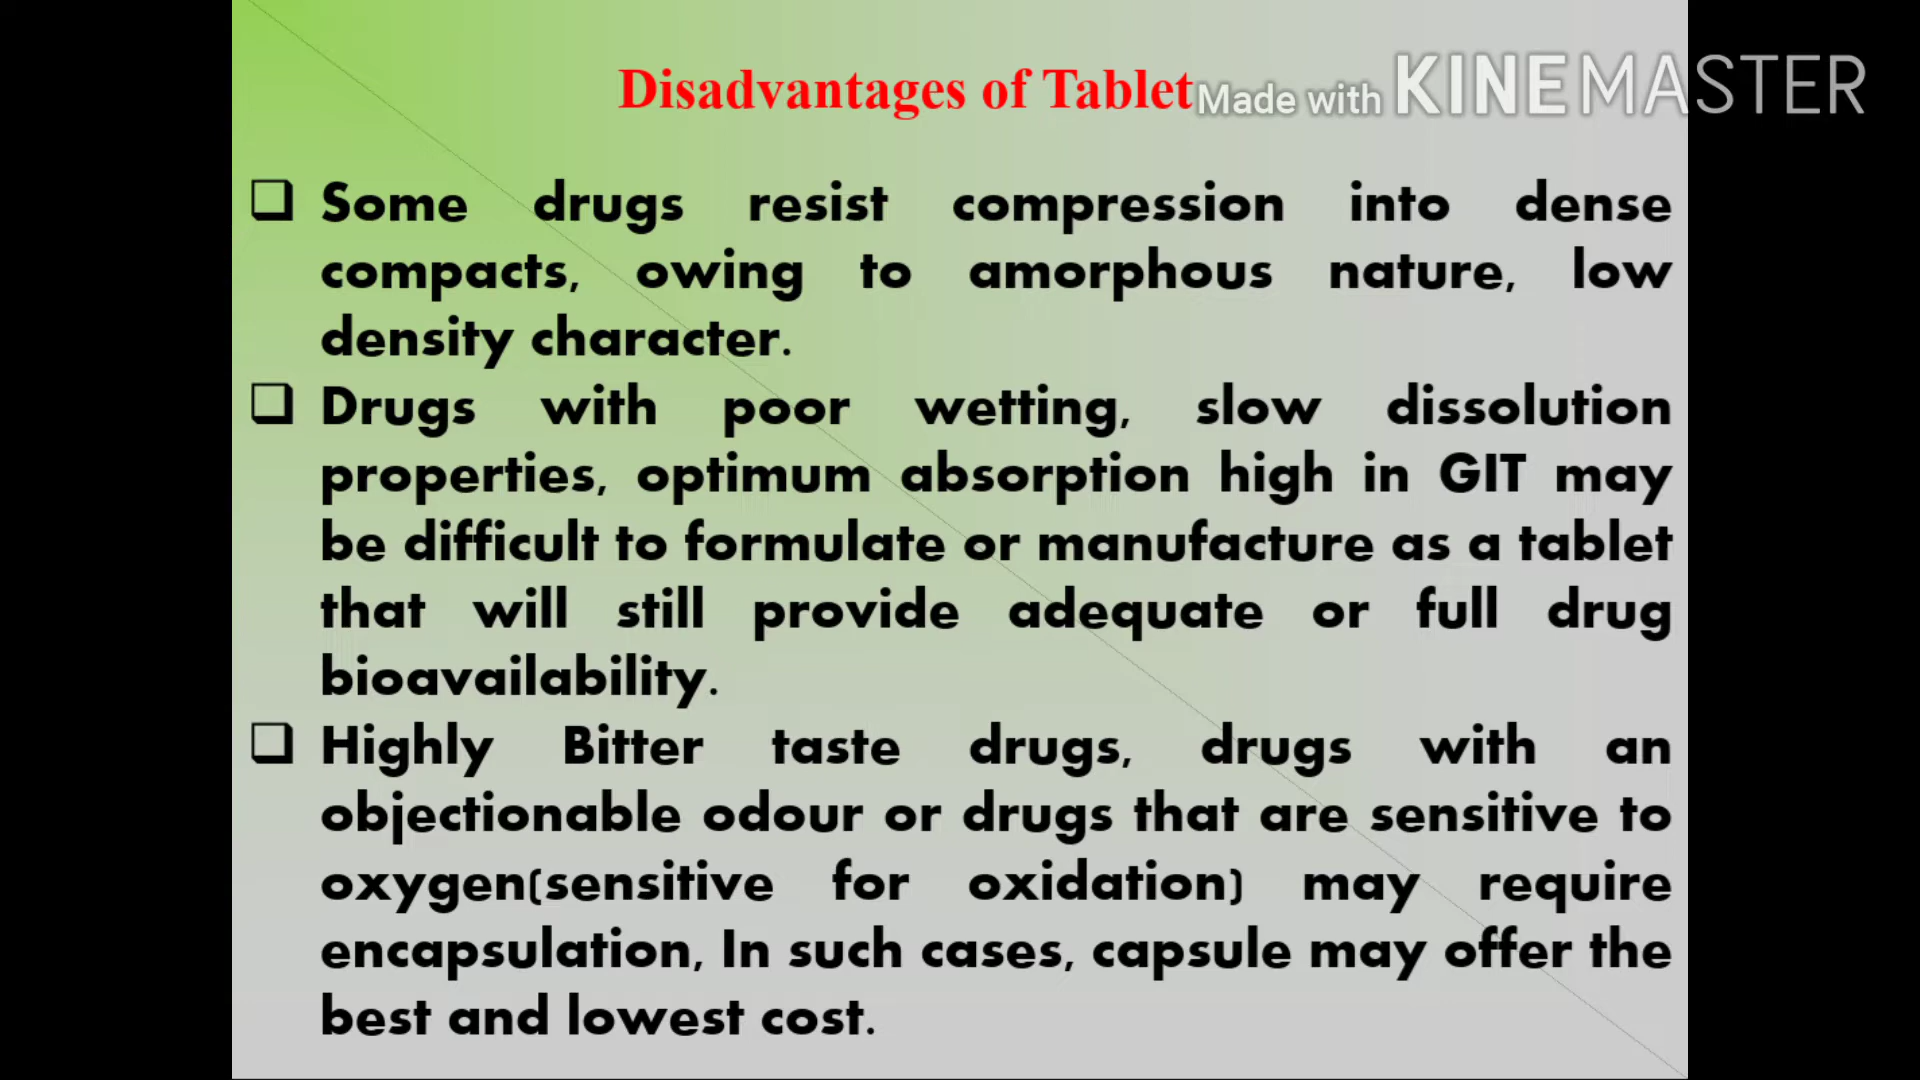 Disadvantages of Tablet
Made with KINEMASTER
Some drugs resist compression into dense
compacts, owing to amorphous nature, low
density character.
Drugs with poor wetting, slow dissolution
properties, optimum absorption high in GIT may
be difficult to formulate or manufacture as a tablet
that will still provide adequate or full drug
bioavailability.
Highly Bitter taste drugs, drugs with an
objectionable odour or drugs that are sensitive to
oxygen(sensitive for oxidation) may require
encapsulation, In such cases, capsule may offer the
best and lowest cost.